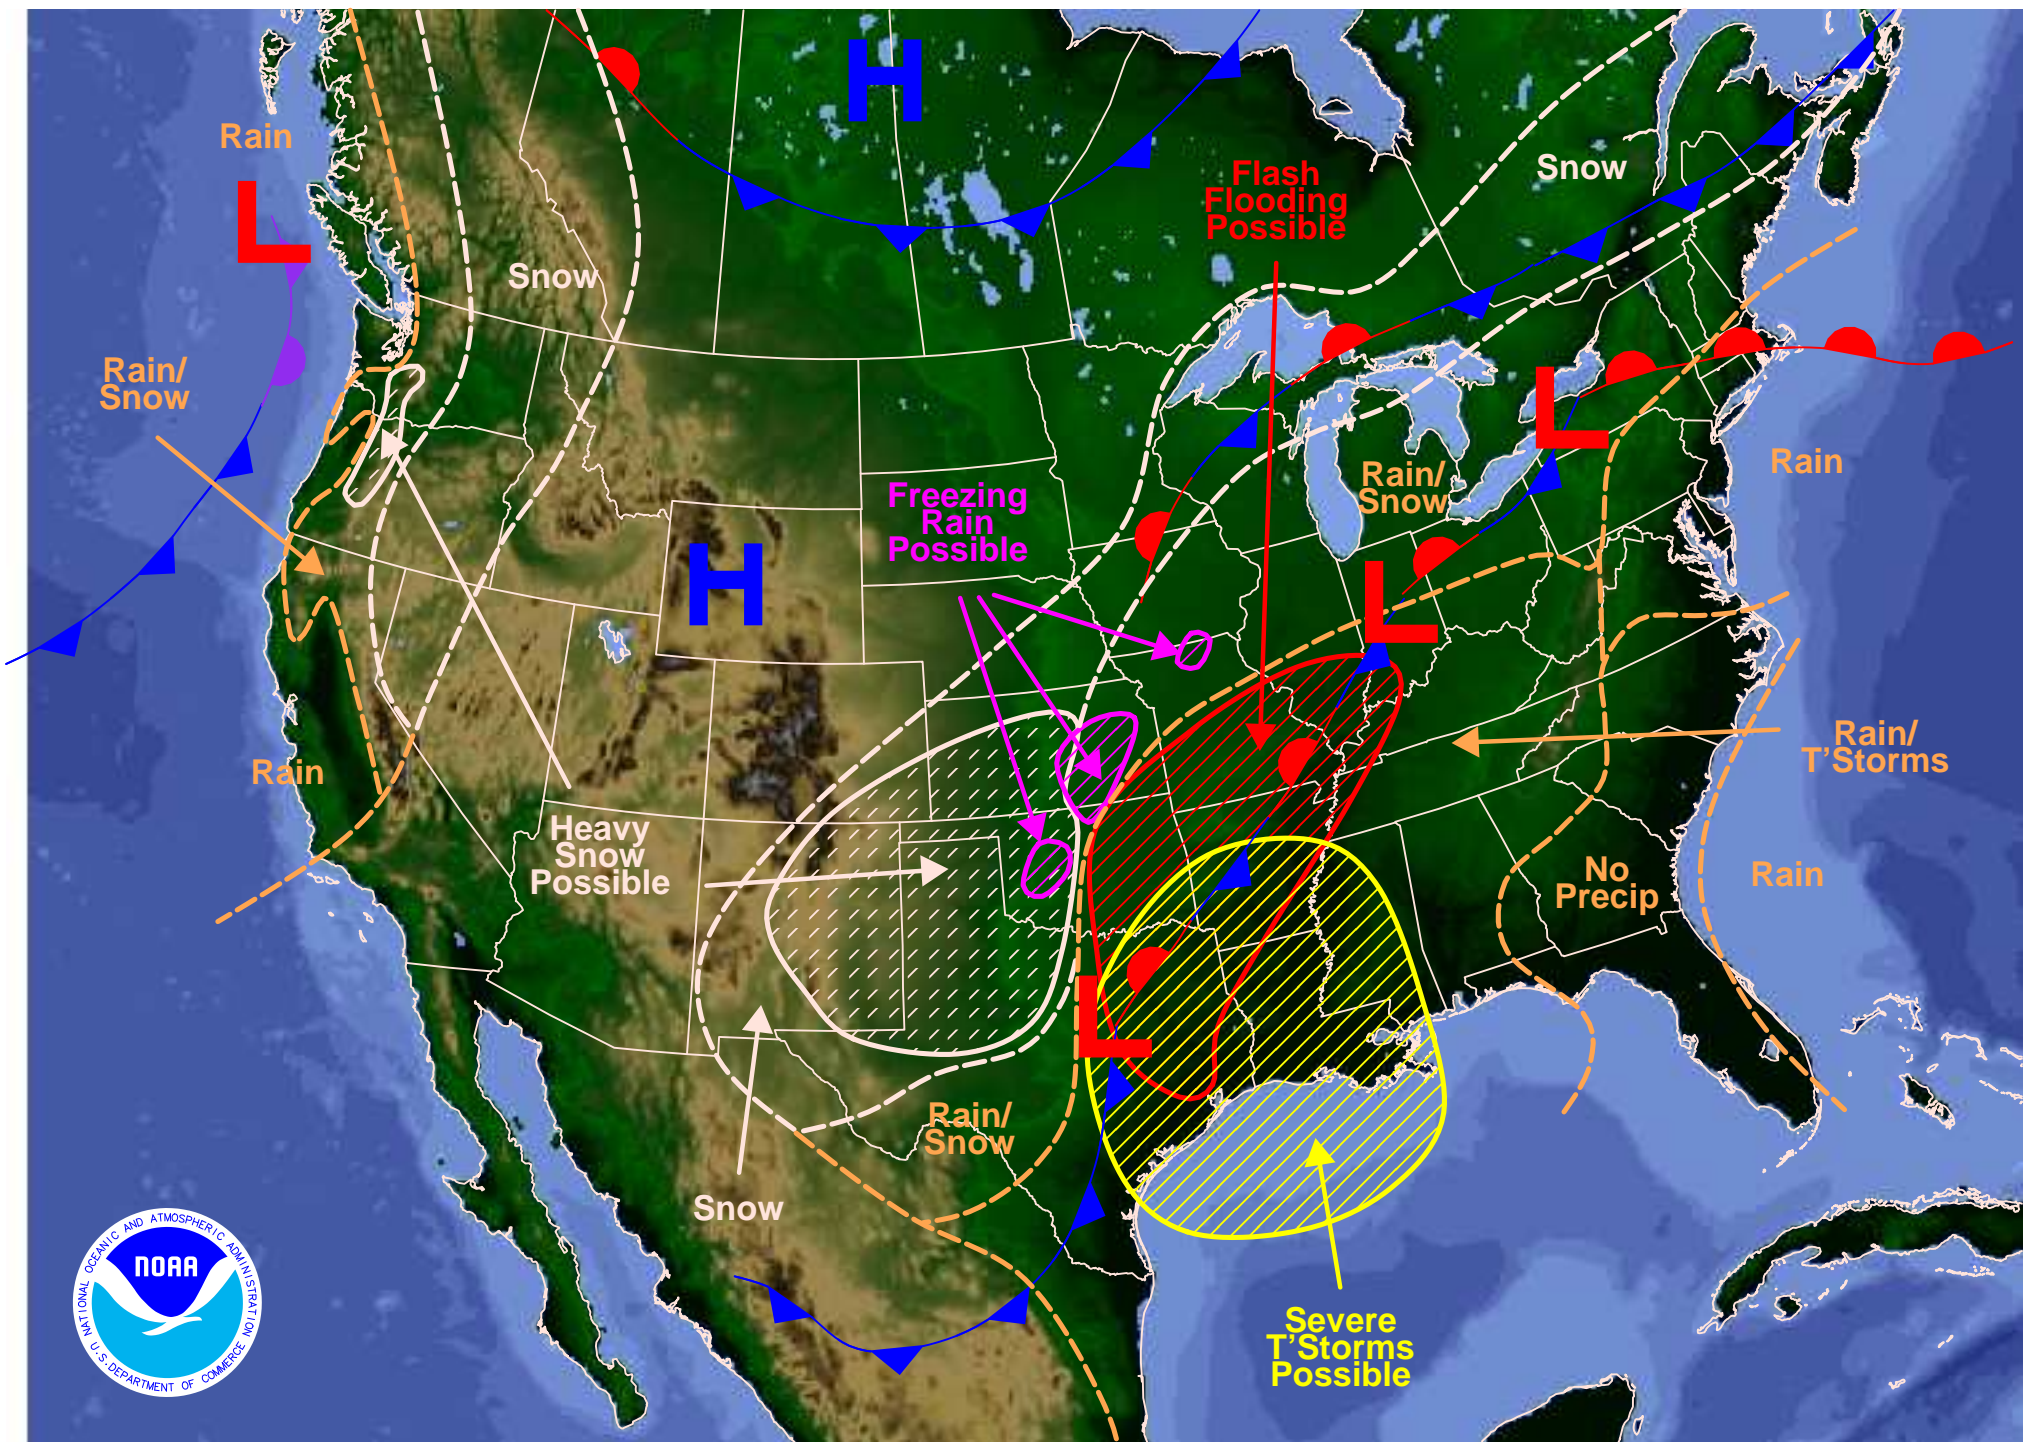 H
Rain
Flash
Flooding
Possible
Snow
L
Snow
Rain/
Snow
L
Rain
Rain/
Snow
Freezing
Rain
Possible
H
L
Rain/
T'Storms
Rain
Heavy
Snow
Possible
No
Precip
Rain
L
Rain/
Snow
Snow
NATIONAL OCEANIC AND ATMOSPHERIC ADMINISTRATION
NOAA
U.S. DEPARTMENT OF COMMERCE
Severe
T'Storms
Possible